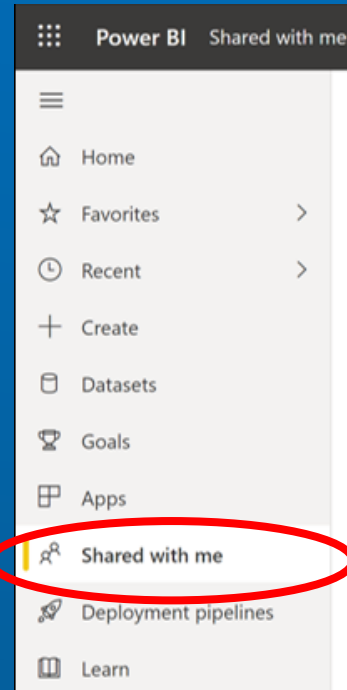 Power BI Shared with me
Home
Favorites
Recent
Create
Datasets
Goals
Apps
Shared with me
Deployment pipelines
Learn